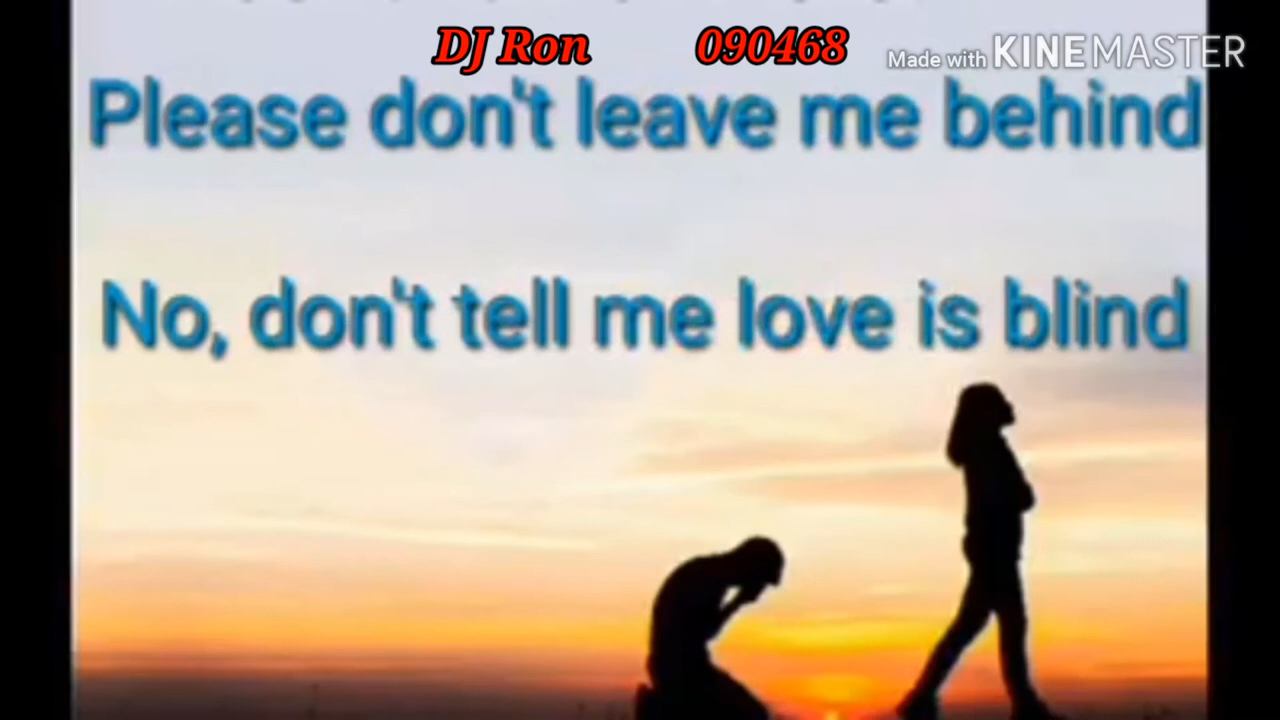 DJ Ron 090468 Made with KINEMASTER
Please don't leave me behind
No, don't tell me love is blind